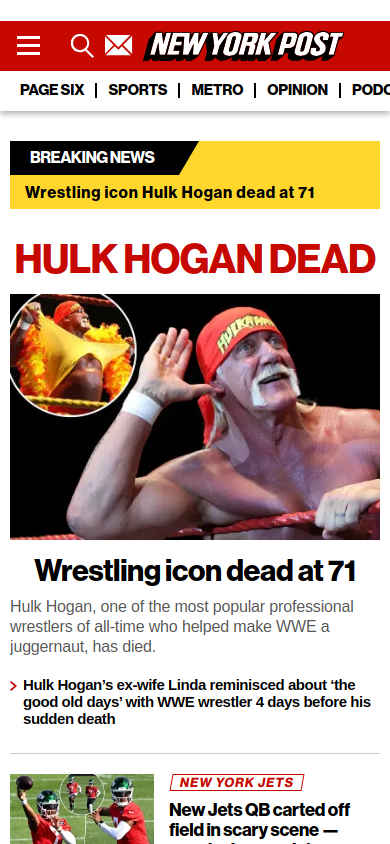 NEW YORK POST
PAGE SIX
SPORTS
METRO
OPINION
BREAKING NEWS
Wrestling icon Hulk Hogan dead at 71
HULK HOGAN DEAD
Wrestling icon dead at 71
Hulk Hogan, one of the most popular professional
wrestlers of all-time who helped make WWE a
juggernaut, has died.
Hulk Hogan’s ex-wife Linda reminisced about ‘the
good old days’ with WWE wrestler 4 days before his
sudden death
NEW YORK JETS
New Jets QB carted off
field in scary scene —